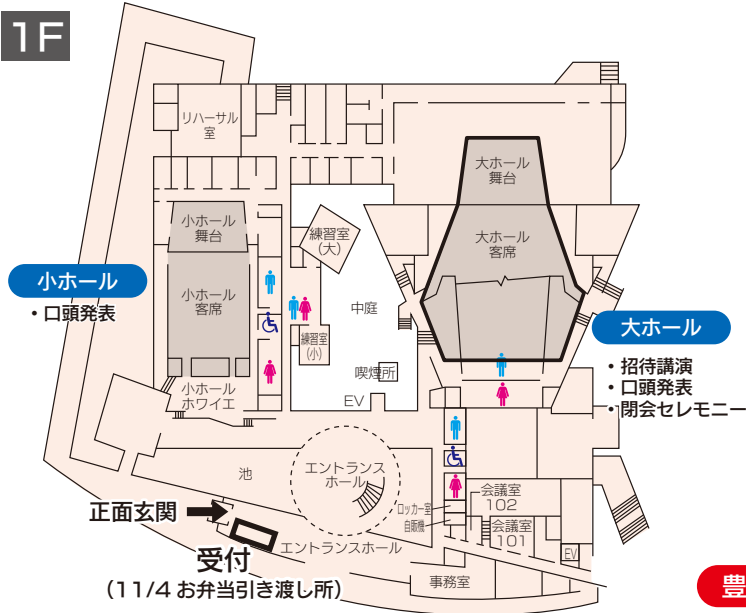 1F
リハーサル
室
大ホール
舞台
小ホール
舞台
練習室
(大)
大ホール
客席
小ホール
・口頭発表
小ホール
客席
中庭
大ホール
・招待講演
・口頭発表
・閉会セレモニー
練習室
(小)
喫煙所
小ホール
ホワイエ
EV
エントランス
ホール
池
正面玄関
ロッカー室
自販機
会議室
102
会議室
101
受付
(11/4 お弁当引き渡し所)
エントランスホール
EV
事務室
豊